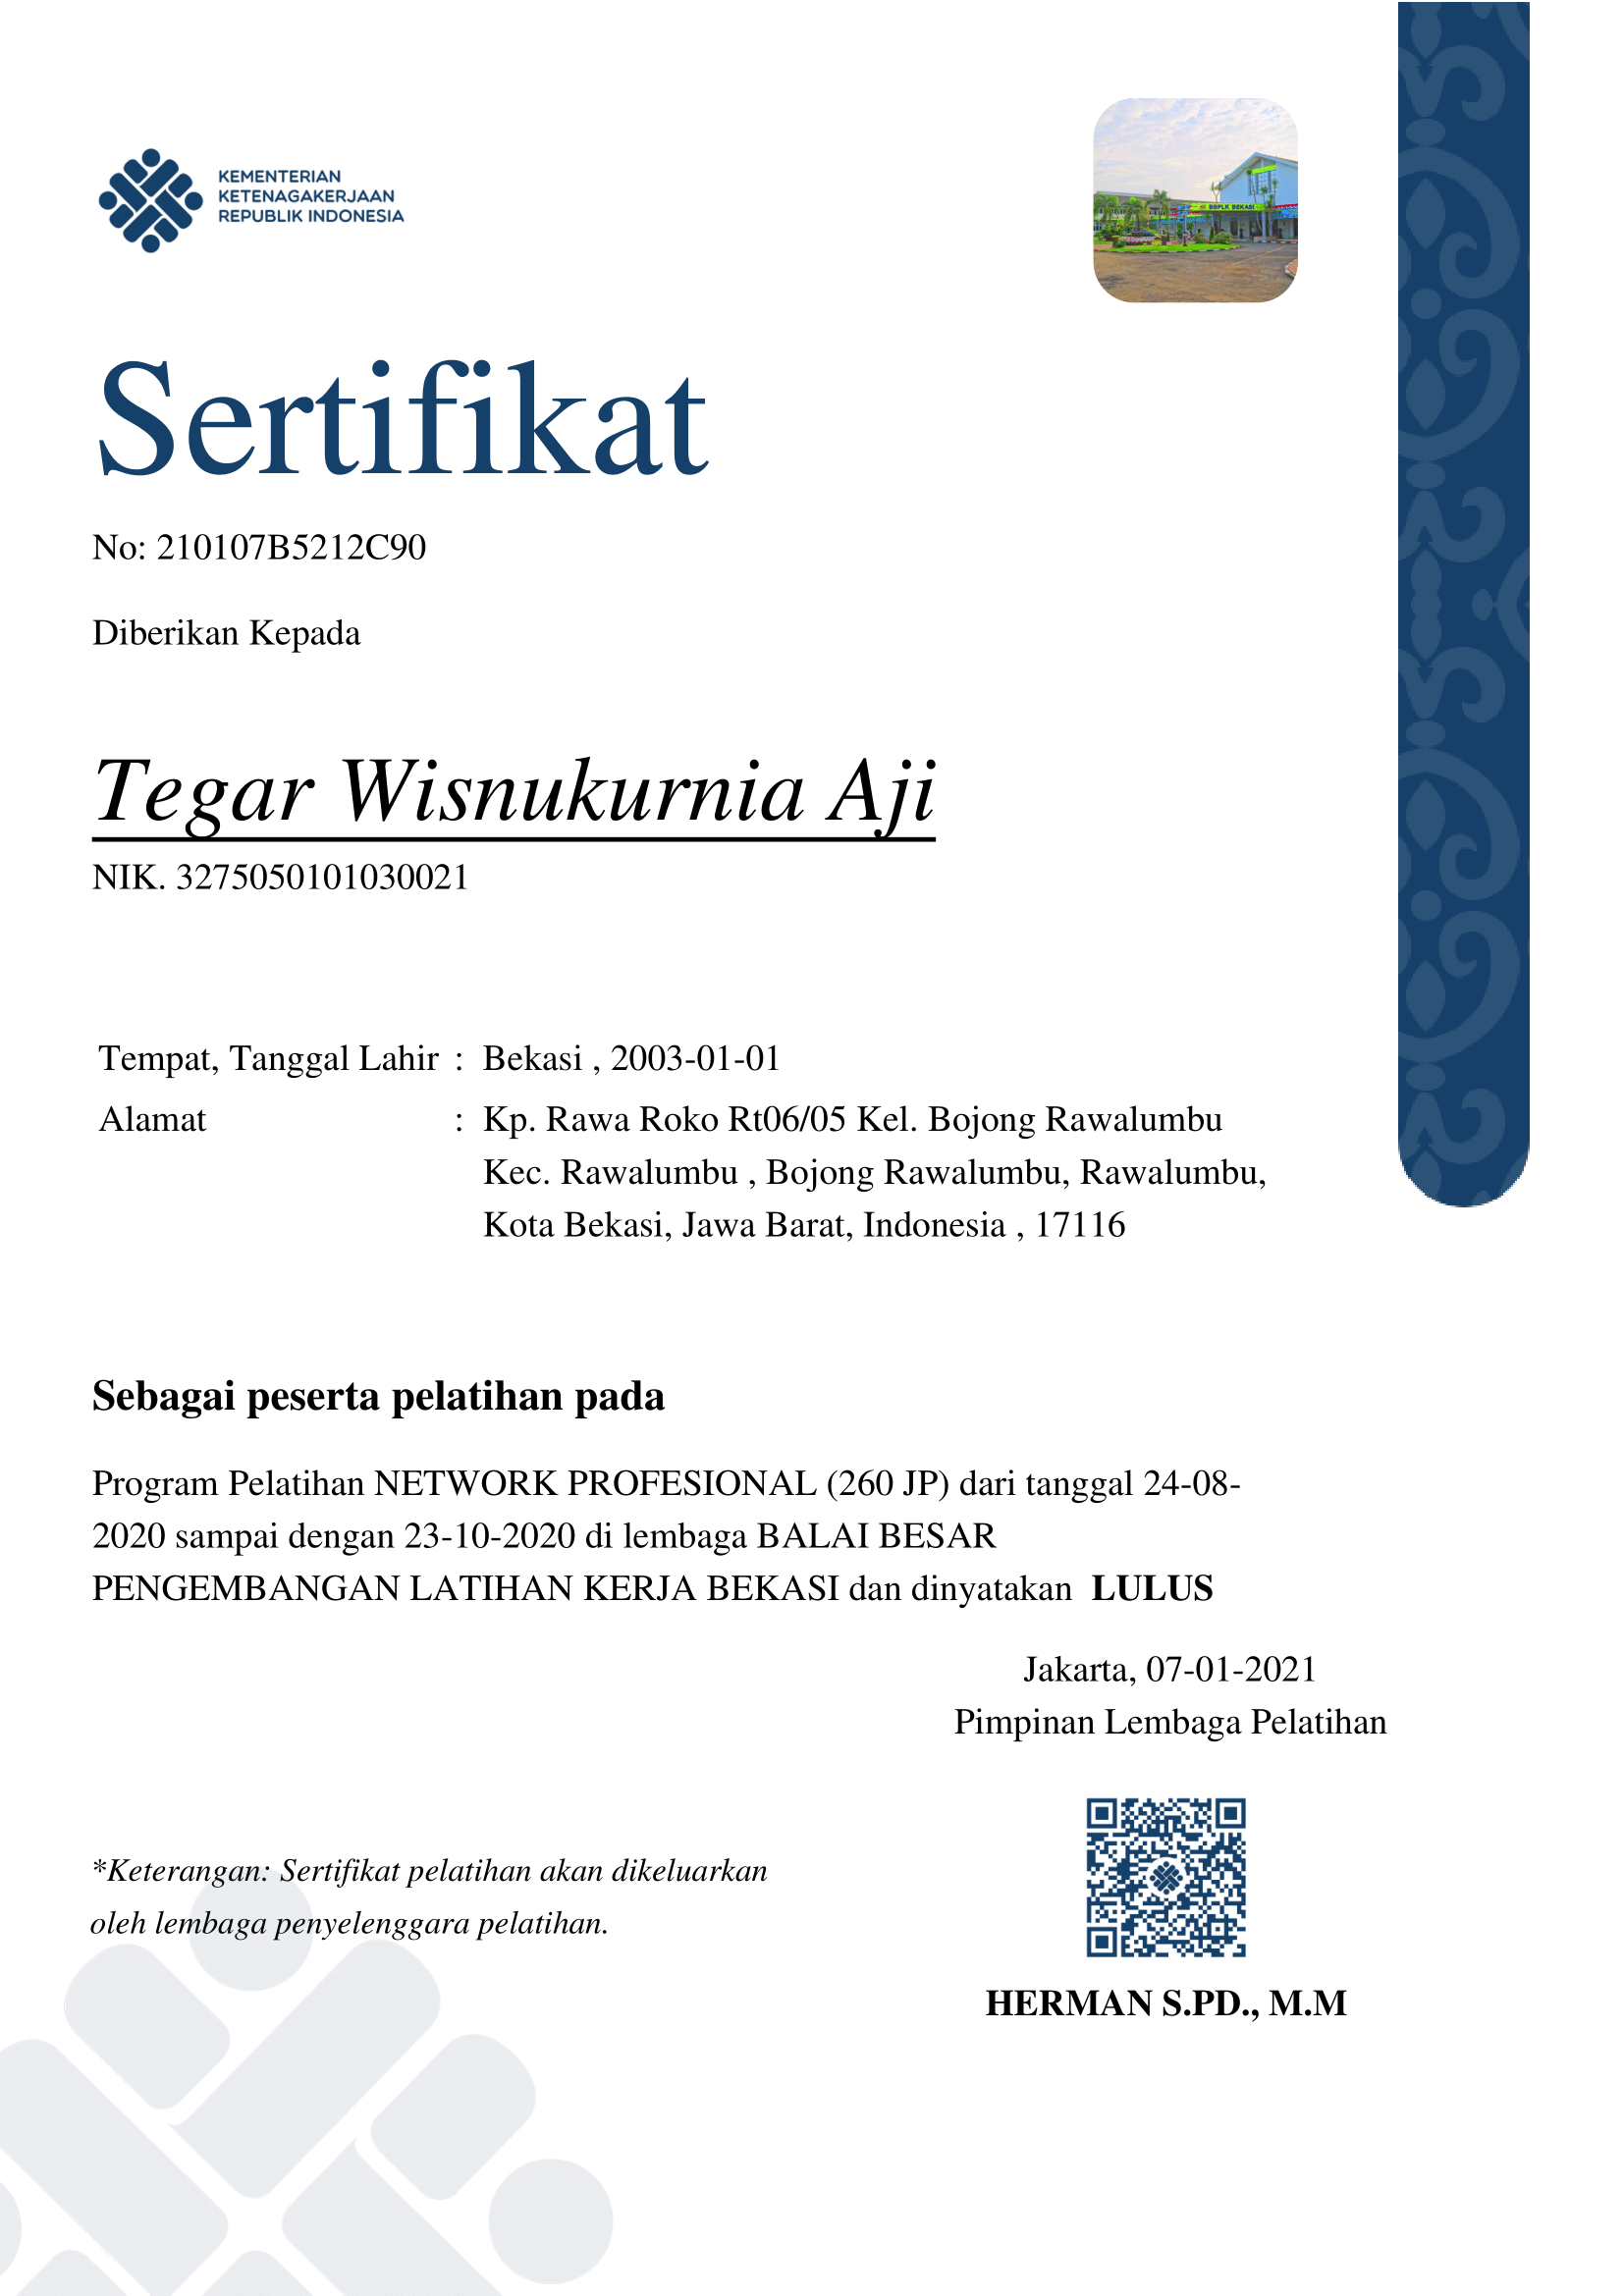 KEMENTERIAN
KETENAGAKERJAAN
REPUBLIK INDONESIA
BBPLK BEKASI
Sertifikat
No: 210107B5212C90
Diberikan Kepada
Tegar Wisnukurnia Aji
NIK. 3275050101030021
Tempat, Tanggal Lahir : Bekasi , 2003-01-01
Alamat : Kp. Rawa Roko Rt06/05 Kel. Bojong Rawalumbu
Kec. Rawalumbu , Bojong Rawalumbu, Rawalumbu,
Kota Bekasi, Jawa Barat, Indonesia , 17116
Sebagai peserta pelatihan pada
Program Pelatihan NETWORK PROFESIONAL (260 JP) dari tanggal 24-08-
2020 sampai dengan 23-10-2020 di lembaga BALAI BESAR
PENGEMBANGAN LATIHAN KERJA BEKASI dan dinyatakan LULUS
Jakarta, 07-01-2021
Pimpinan Lembaga Pelatihan
*Keterangan: Sertifikat pelatihan akan dikeluarkan
oleh lembaga penyelenggara pelatihan.
HERMAN S.PD., M.M